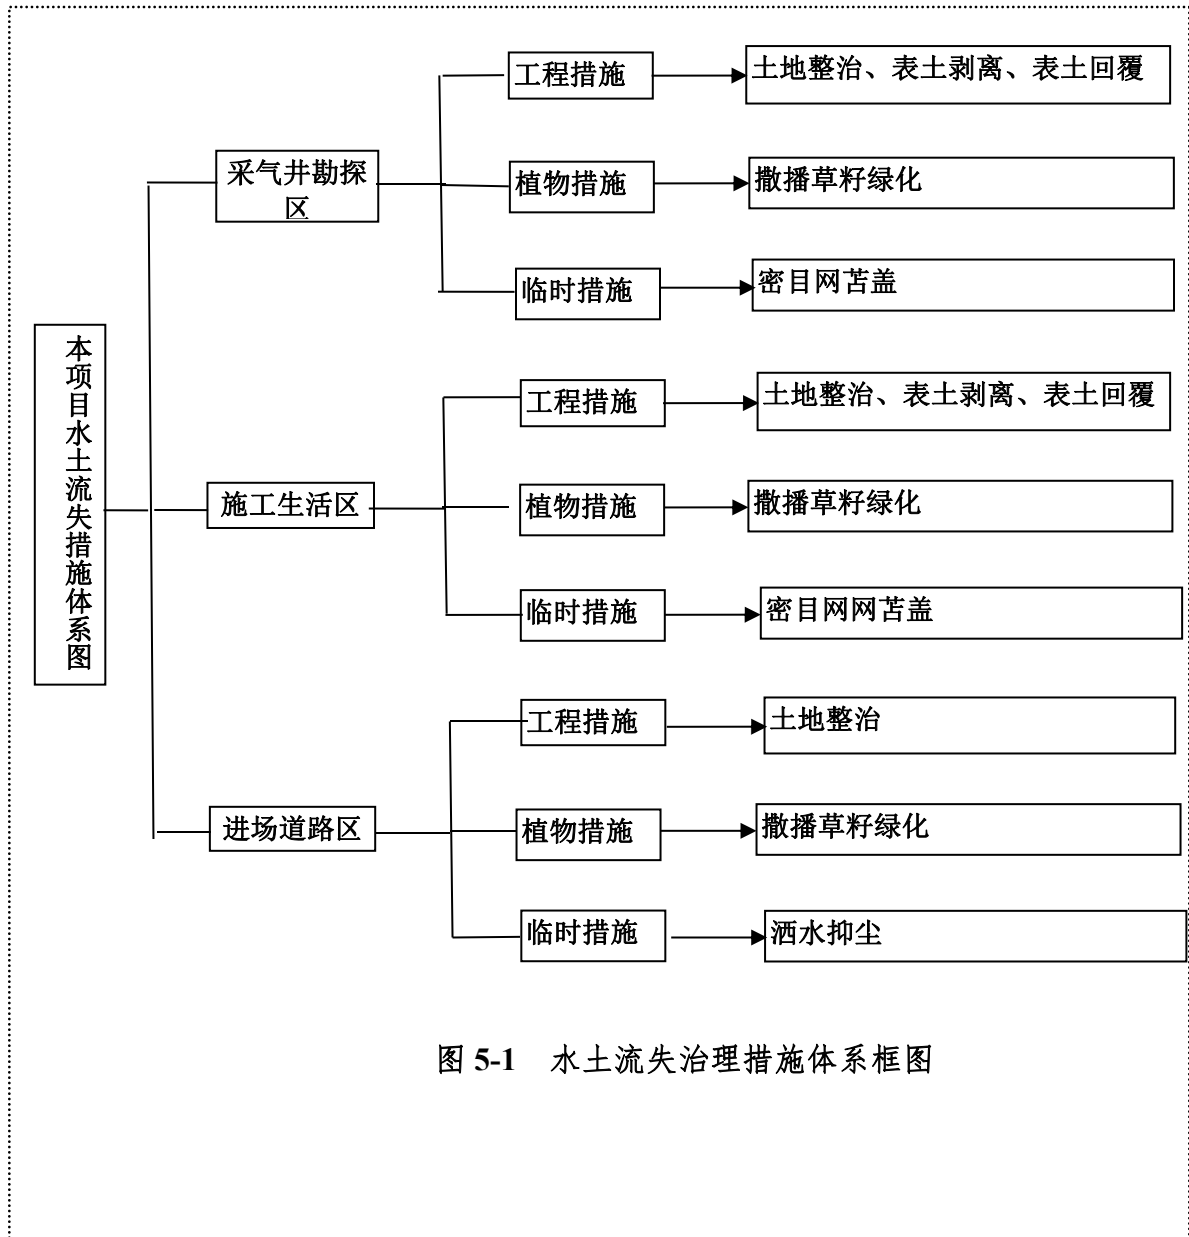 本项目水土流失措施体系图
采气井勘探
区
工程措施
土地整治、表土剥离、表土回覆
植物措施
撒播草籽绿化
临时措施
密目网苫盖
施工生活区
工程措施
土地整治、表土剥离、表土回覆
植物措施
撒播草籽绿化
临时措施
密目网网苫盖
进场道路区
工程措施
土地整治
植物措施
撒播草籽绿化
临时措施
洒水抑尘
图 5-1 水土流失治理措施体系框图